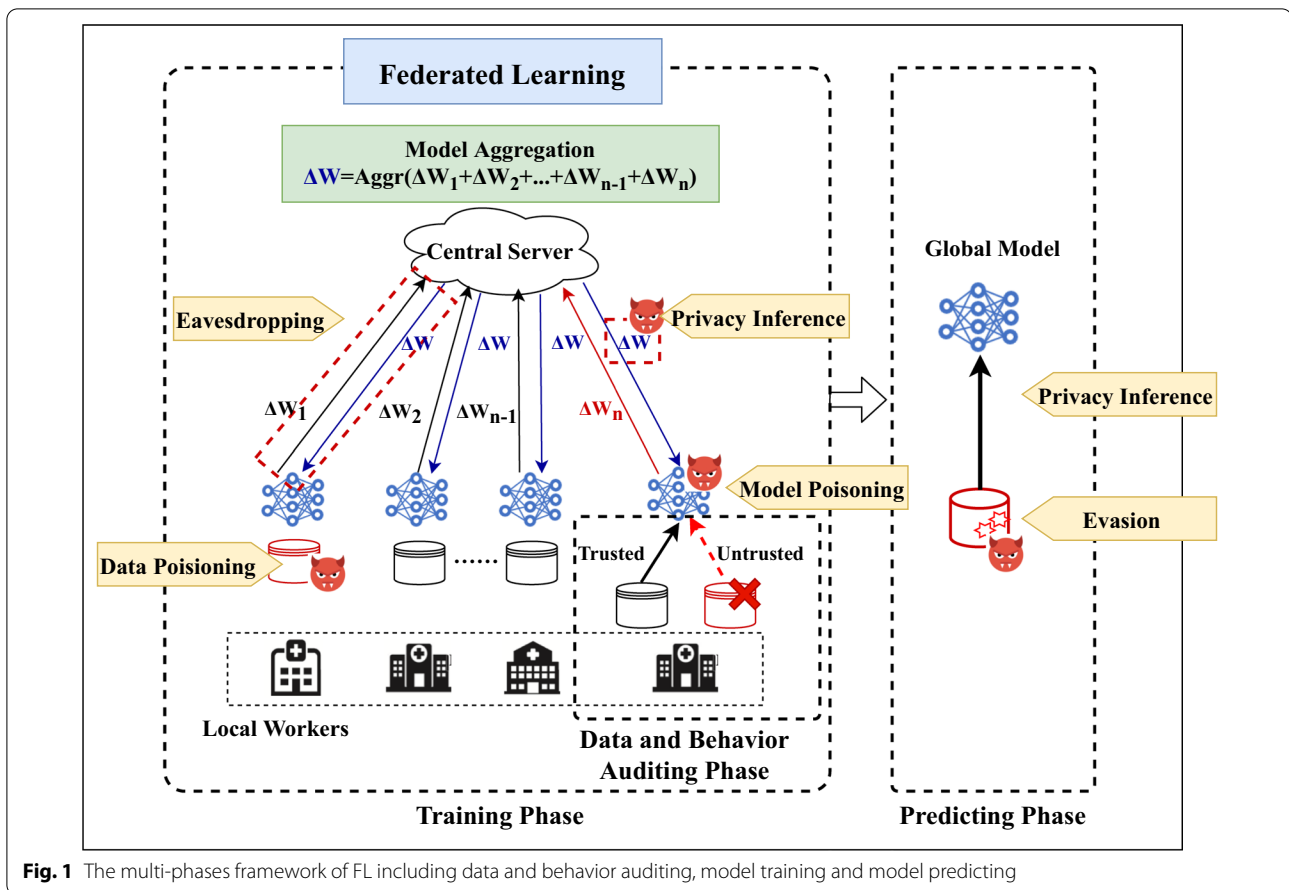 Federated Learning
Model Aggregation
ΔW=Aggr(ΔW1+ΔW2+...+ΔWn-1+ΔWn)
Central Server
Global Model
Eavesdropping
Privacy Inference
ΔW
ΔW
ΔW
ΔW
ΔW1
ΔW2
ΔWn-1
ΔWn
Privacy Inference
Model Poisoning
Evasion
Data Poisioning
......
Trusted
Untrusted
Local Workers
Data and Behavior
Auditing Phase
Training Phase
Predicting Phase
Fig. 1 The multi-phases framework of FL including data and behavior auditing, model training and model predicting